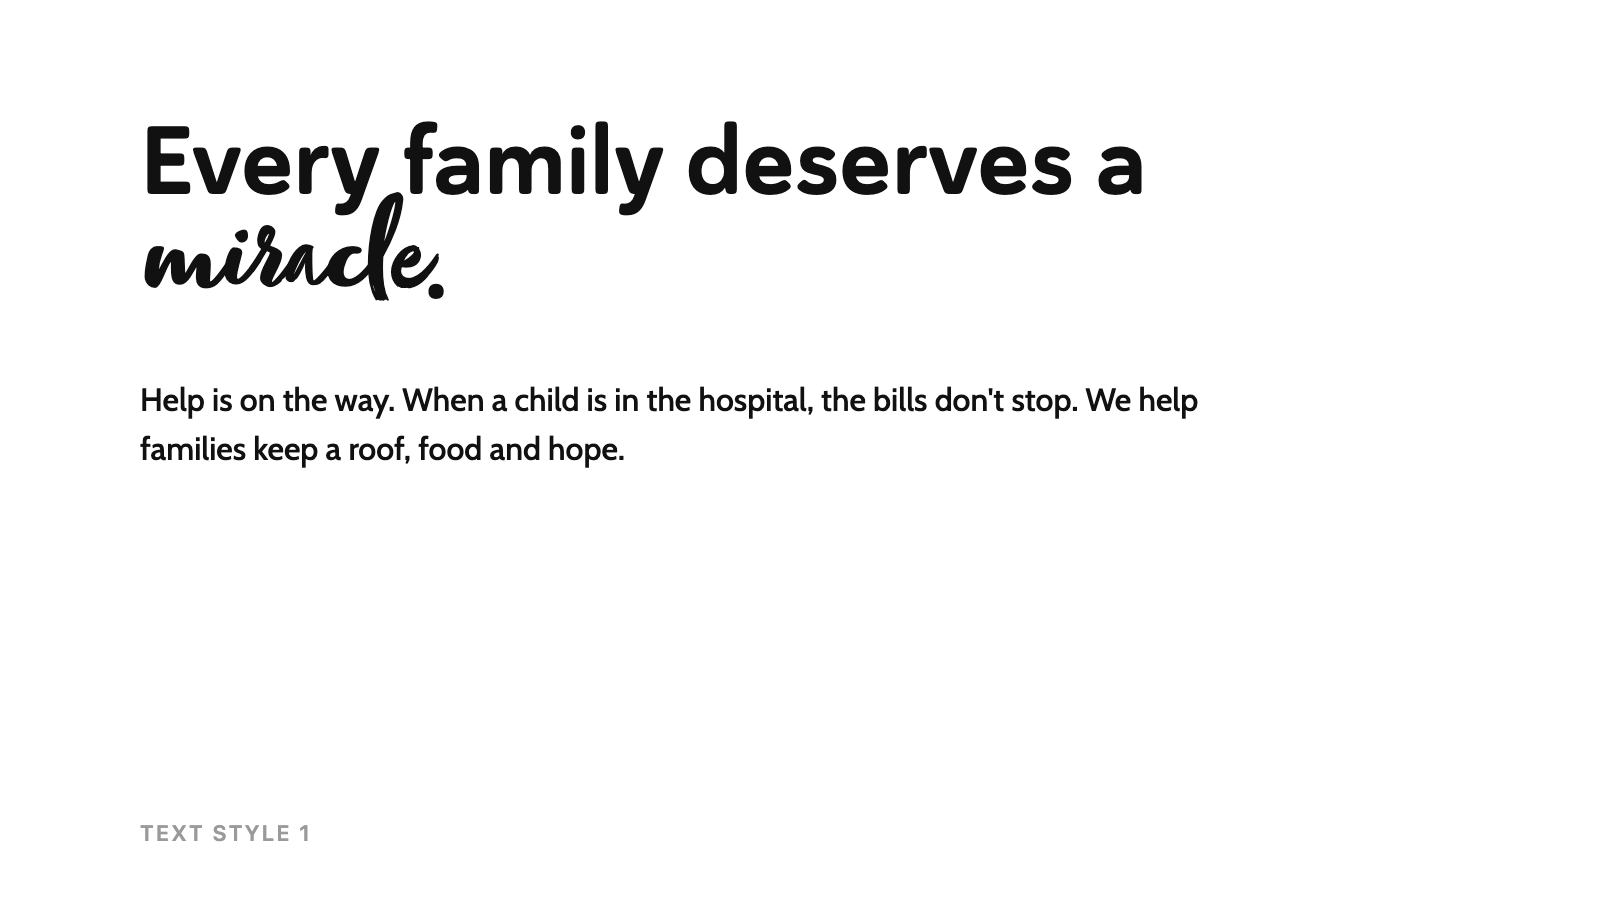 Every family deserves a
miracle.
Help is on the way. When a child is in the hospital, the bills don't stop. We help
families keep a roof, food and hope.
TEXT STYLE 1